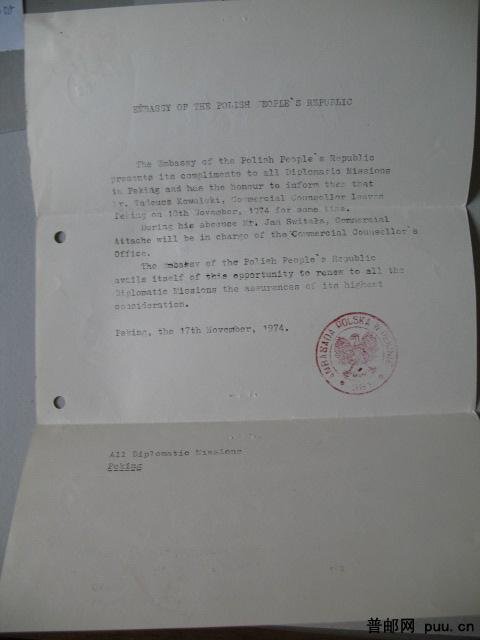 EMBASSY OF THE POLISH PEOPLE'S REPUBLIC
The Embassy of the Polish People's Republic
presents its compliments to all Diplomatic Missions
in Peking and has the honour to inform them that
Mr. Tadeusz Kowalski, Commercial Counsellor leaves
Peking on 18th November, 1974 for some time.
During his absence Mr. Jan Switała, Commercial
Attache will be in charge of the Commercial Counsellor's
Office.
The Embassy of the Polish People's Republic
avails itself of this opportunity to renew to all the
Diplomatic Missions the assurances of its highest
consideration.
Peking, the 17th November, 1974.
AMBASADA POLSKA W PEKINIE
All Diplomatic Missions
Peking
普邮网 puu.cn